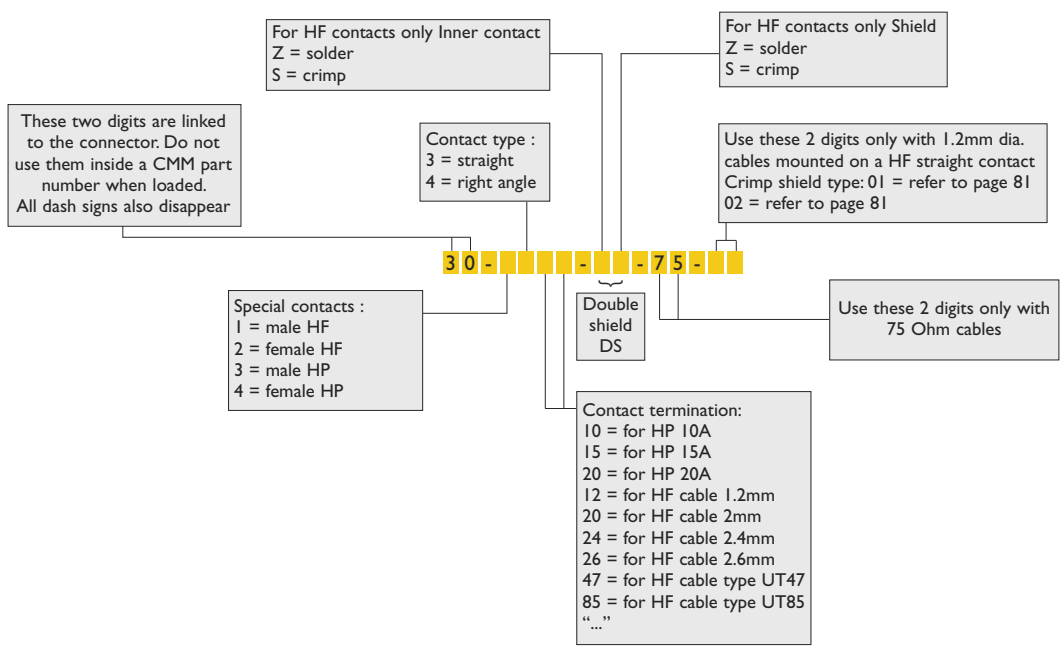 For HF contacts only Inner contact
Z = solder
S = crimp
For HF contacts only Shield
Z = solder
S = crimp
These two digits are linked
to the connector. Do not
use them inside a CMM part
number when loaded.
All dash signs also disappear
Contact type :
3 = straight
4 = right angle
Use these 2 digits only with 1.2mm dia.
cables mounted on a HF straight contact
Crimp shield type: 01 = refer to page 81
02 = refer to page 81
30- - -75-
Special contacts :
1 = male HF
2 = female HF
3 = male HP
4 = female HP
Double
shield
DS
Use these 2 digits only with
75 Ohm cables
Contact termination:
10 = for HP 10A
15 = for HP 15A
20 = for HP 20A
12 = for HF cable 1.2mm
20 = for HF cable 2mm
24 = for HF cable 2.4mm
26 = for HF cable 2.6mm
47 = for HF cable type UT47
85 = for HF cable type UT85
“...”